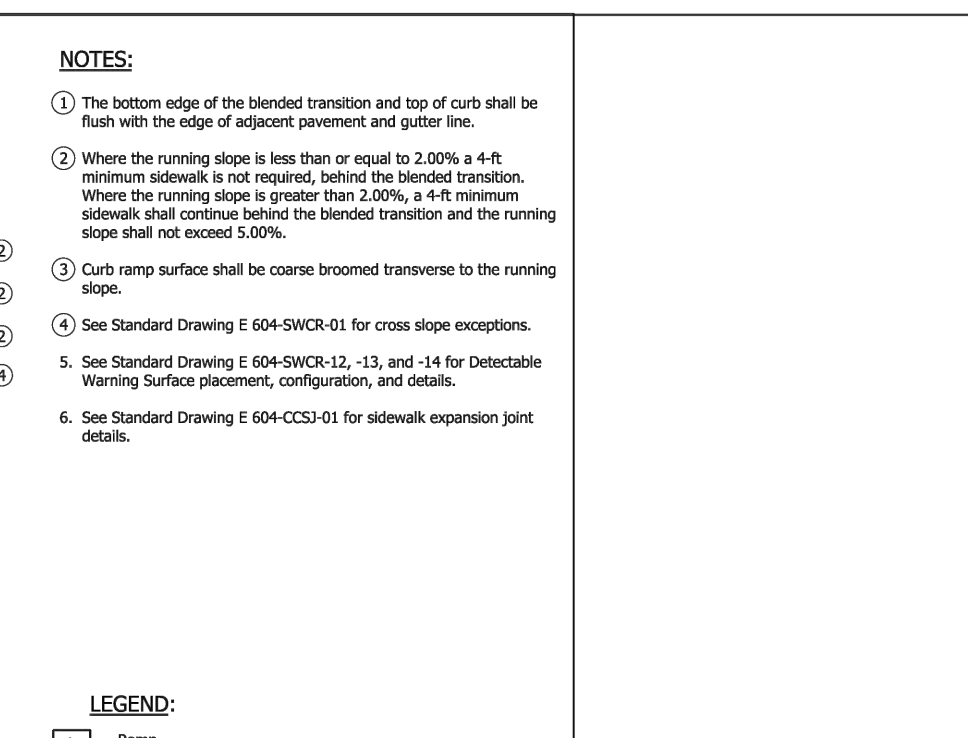 NOTES:
1 The bottom edge of the blended transition and top of curb shall be
flush with the edge of adjacent pavement and gutter line.
2 Where the running slope is less than or equal to 2.00% a 4-ft
minimum sidewalk is not required, behind the blended transition.
Where the running slope is greater than 2.00%, a 4-ft minimum
sidewalk shall continue behind the blended transition and the running
slope shall not exceed 5.00%.
2
3 Curb ramp surface shall be coarse broomed transverse to the running
slope.
2
4 See Standard Drawing E 604-SWCR-01 for cross slope exceptions.
2
5. See Standard Drawing E 604-SWCR-12, -13, and -14 for Detectable
Warning Surface placement, configuration, and details.
4
6. See Standard Drawing E 604-CCSJ-01 for sidewalk expansion joint
details.
LEGEND:
Ramp